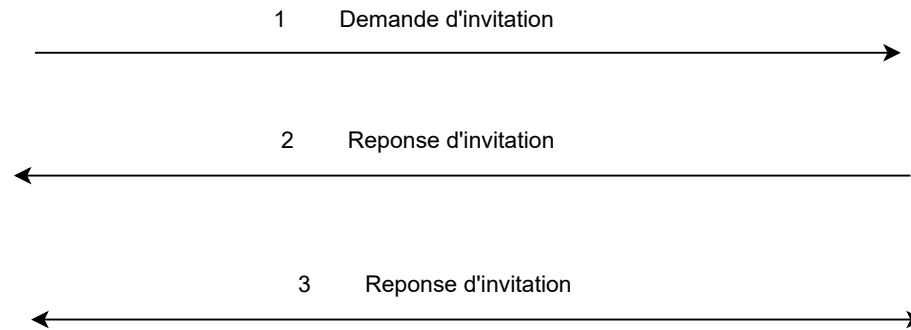 1 Demande d'invitation
2 Reponse d'invitation
3 Reponse d'invitation